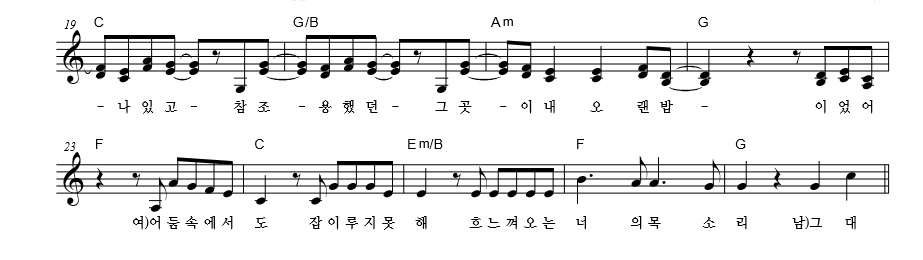 19 C G/B Am G
- 나 있 고 - 참 조 - 용 했 던 - 그 곳 - 이 내 오 랜 밤 - 이 었 어
23 F C Em/B F G
여)어 둠 속 에 서 도 잠 이 루 지 못 해 흐 느 껴 오 는 너 의 목 소 리 남)그 대